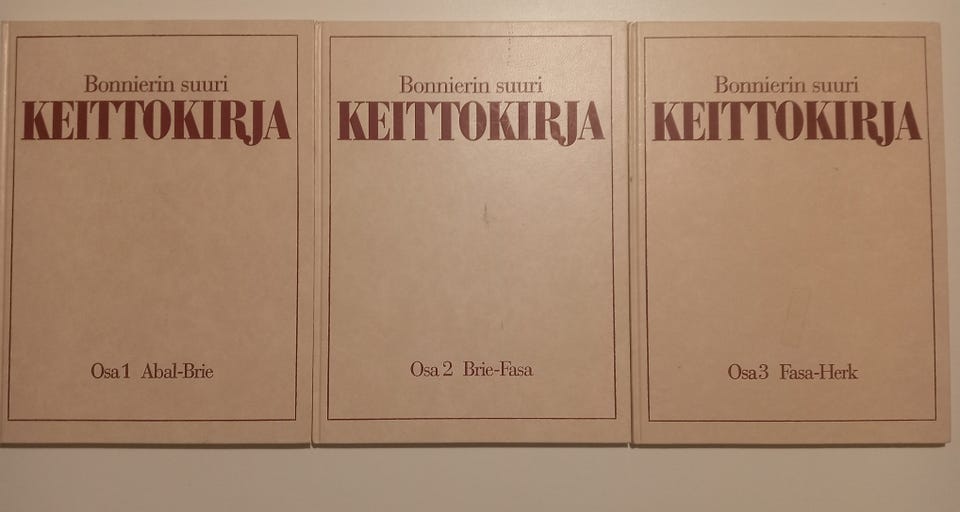 Bonnierin suuri
KEITTOKIRJA
Osa 1 Abal-Brie
Bonnierin suuri
KEITTOKIRJA
Osa 2 Brie-Fasa
Bonnierin suuri
KEITTOKIRJA
Osa 3 Fasa-Herk